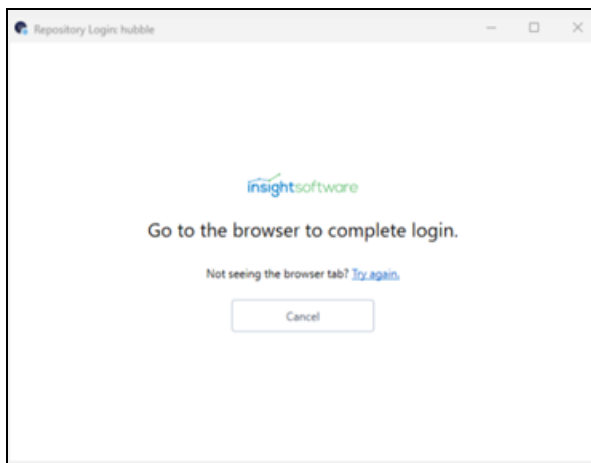 Repository Login: hubble
insightsoftware
Go to the browser to complete login.
Not seeing the browser tab? Try again.
Cancel